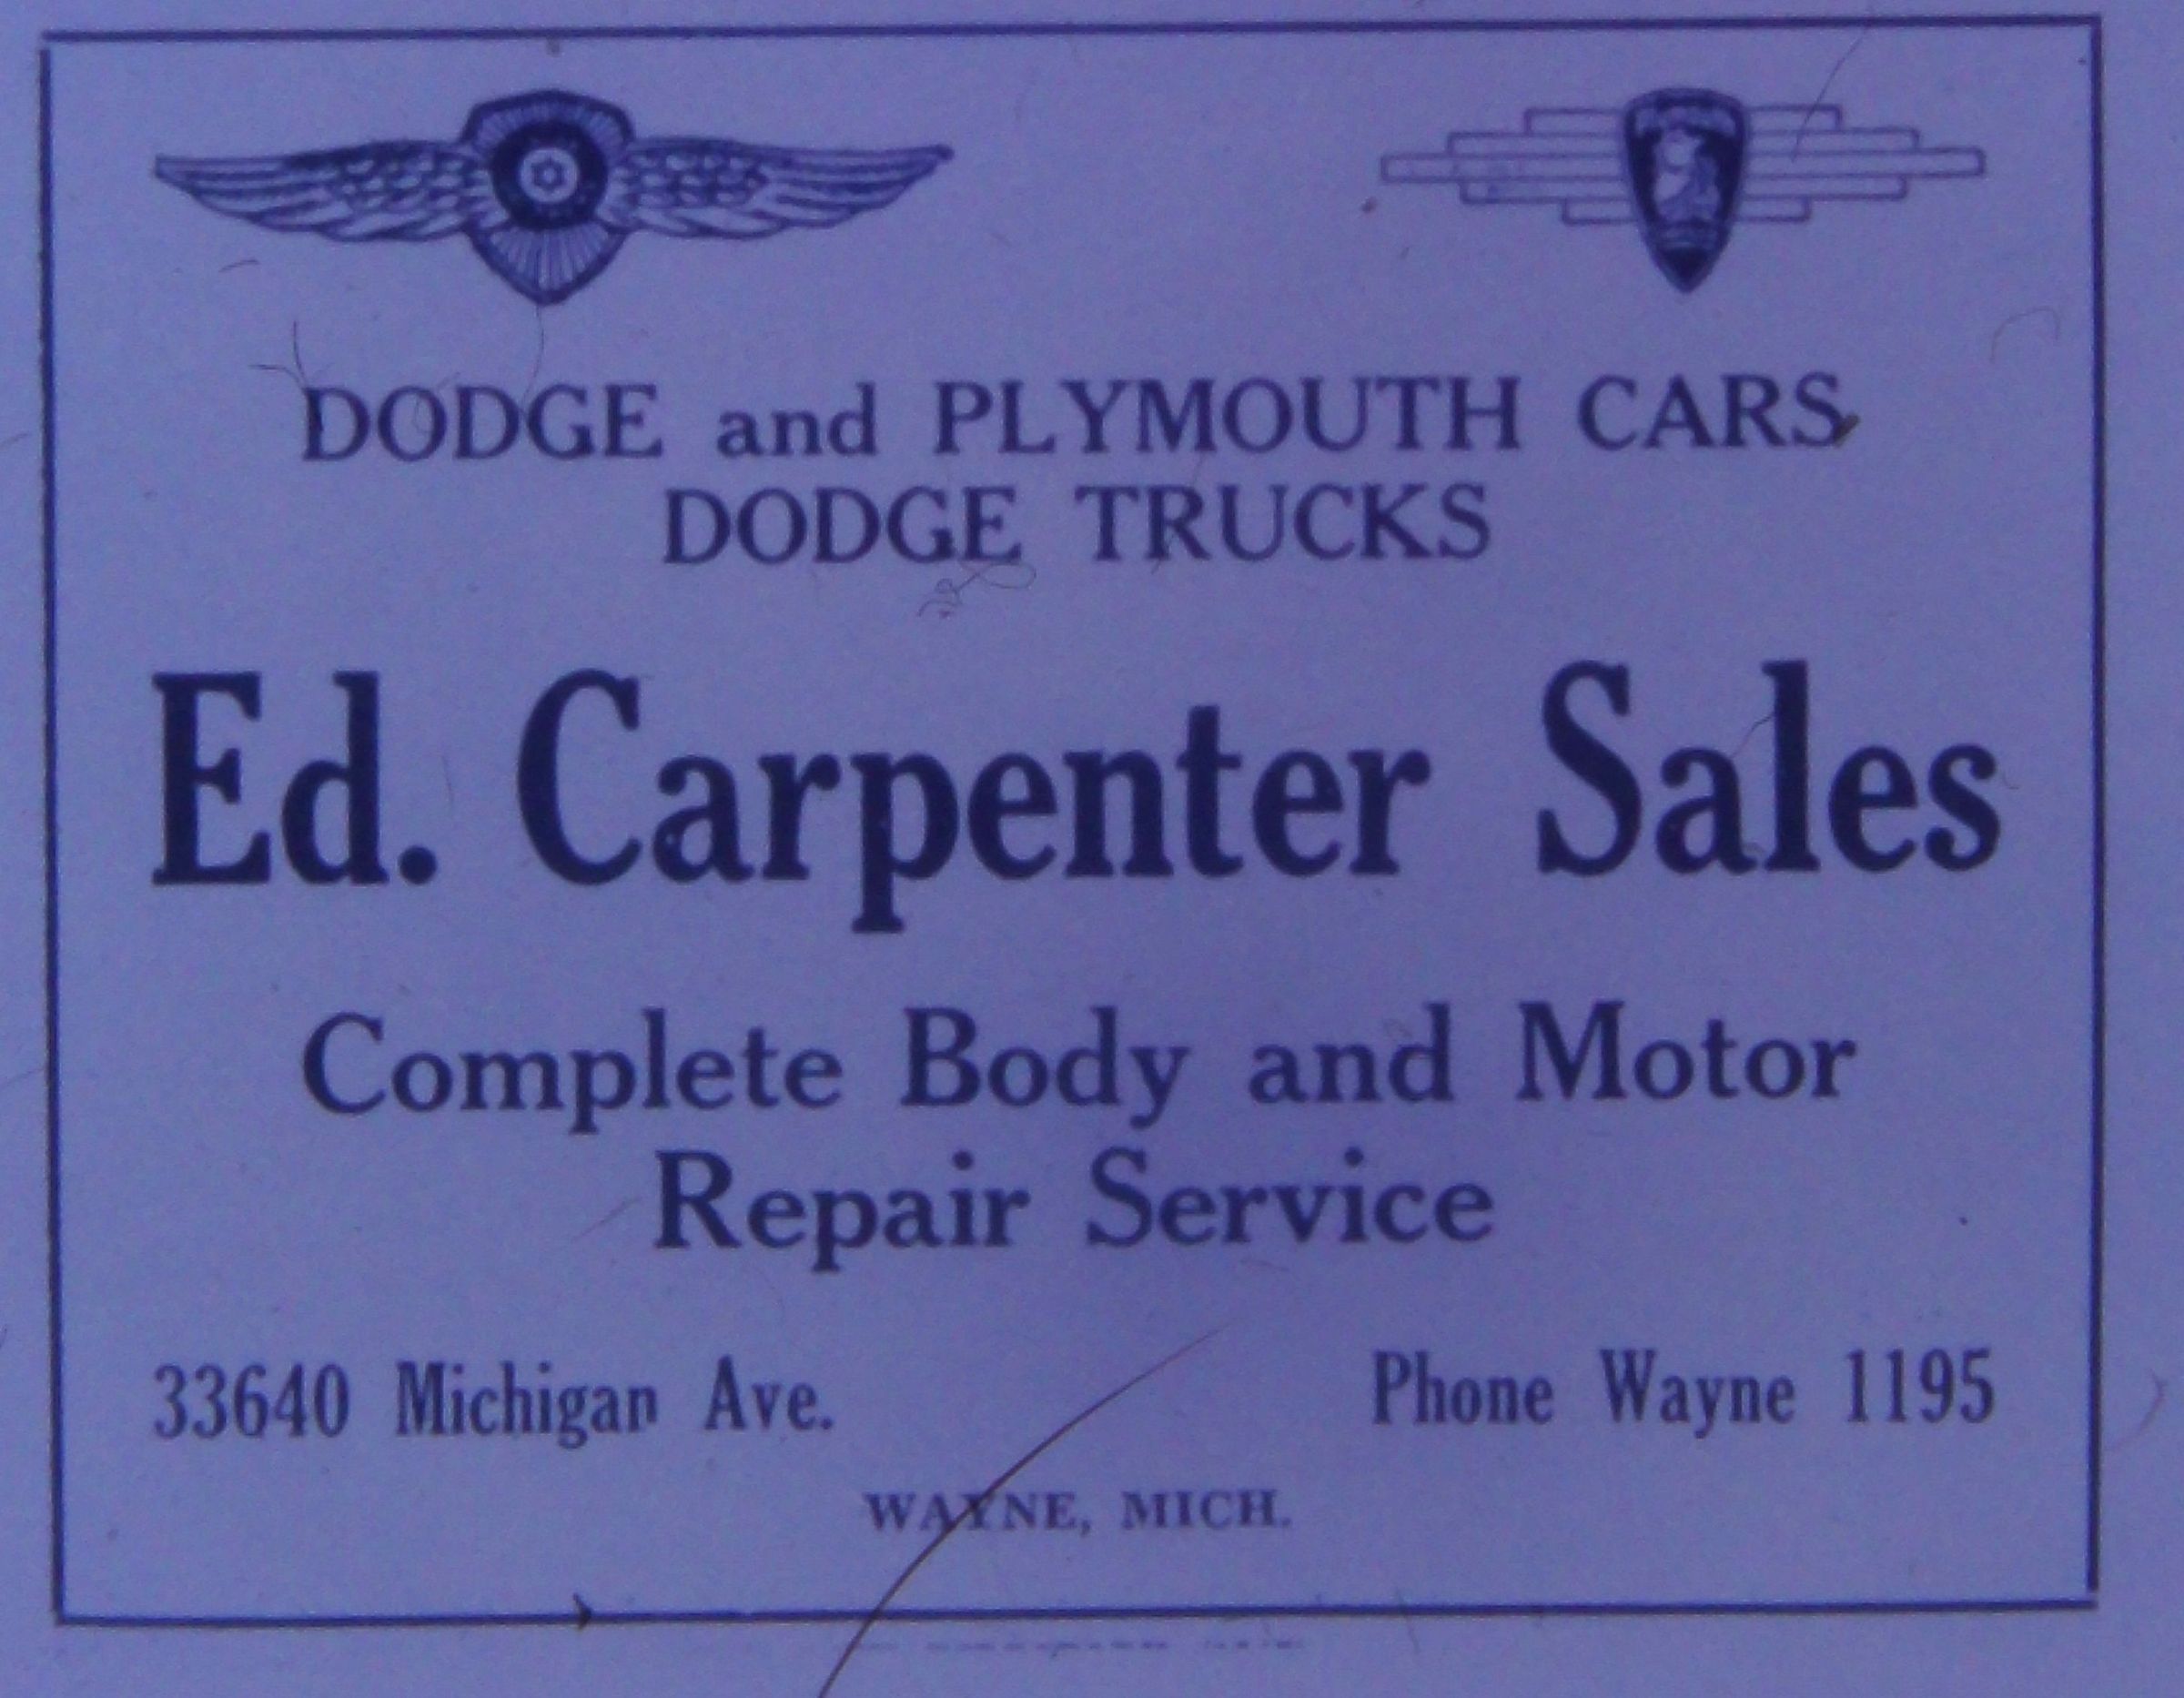 DODGE and PLYMOUTH CARS
DODGE TRUCKS
Ed. Carpenter Sales
Complete Body and Motor
Repair Service
33640 Michigan Ave. Phone Wayne 1195
WAYNE, MICH.